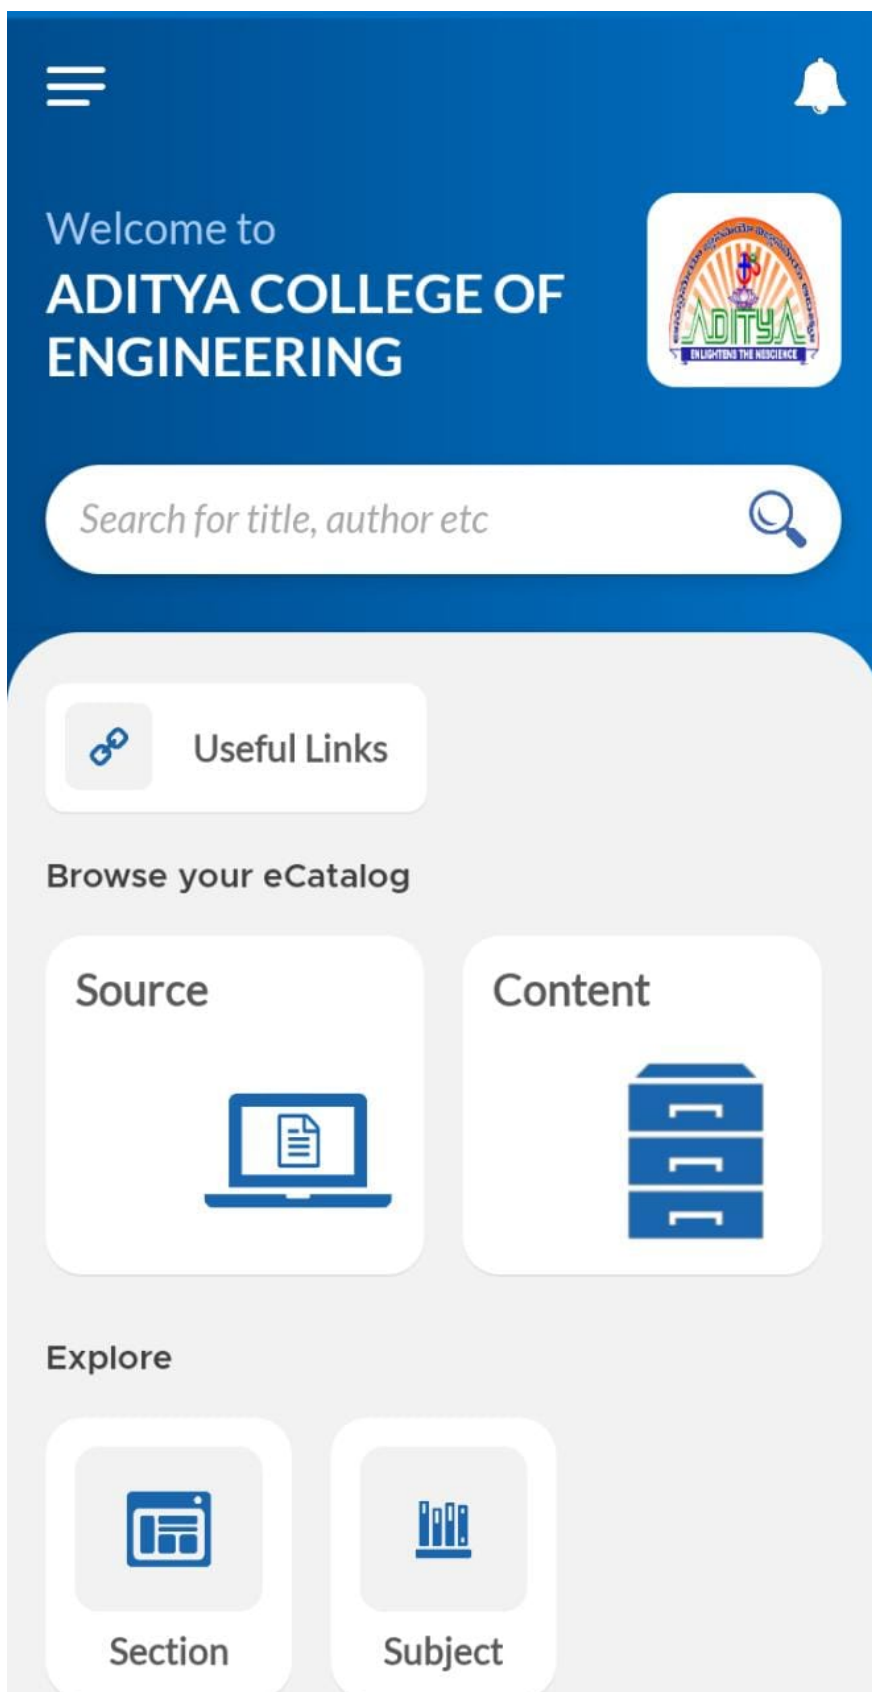 Welcome to
ADITYA COLLEGE OF
ENGINEERING
ADITYA
ENLIGHTENS THE NESCIENCE
Search for title, author etc
Useful Links
Browse your eCatalog
Source
Content
Explore
Section
Subject